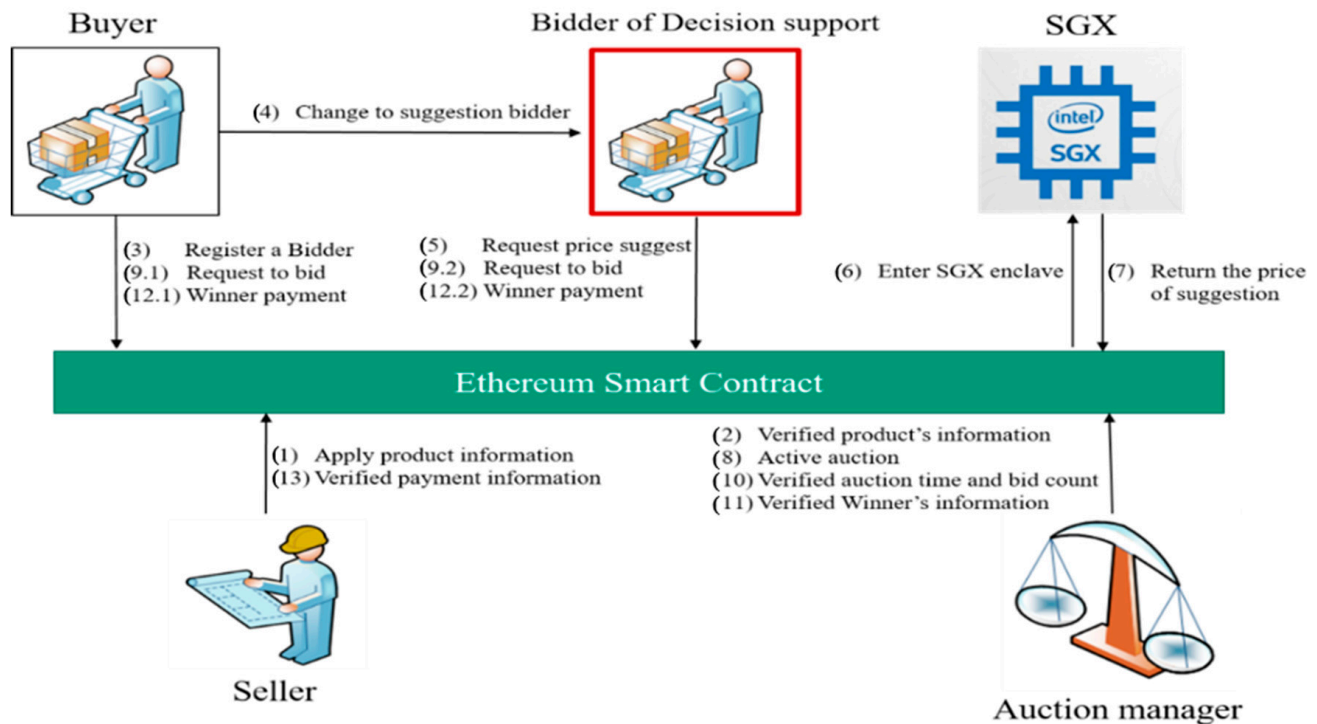 Buyer
Bidder of Decision support
SGX
(4) Change to suggestion bidder
intel
SGX
(3) Register a Bidder
(9.1) Request to bid
(12.1) Winner payment
(5) Request price suggest
(9.2) Request to bid
(12.2) Winner payment
(6) Enter SGX enclave
(7) Return the price
of suggestion
Ethereum Smart Contract
(1) Apply product information
(13) Verified payment information
(2) Verified product's information
(8) Active auction
(10) Verified auction time and bid count
(11) Verified Winner's information
Seller
Auction manager